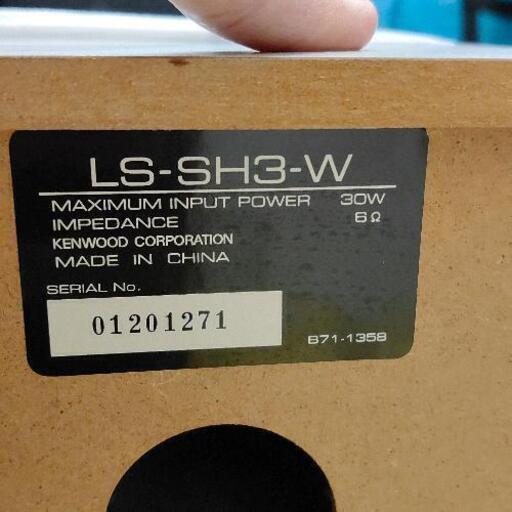 LS-SH3-W
MAXIMUM INPUT POWER 30W
IMPEDANCE 6Ω
KENWOOD CORPORATION
MADE IN CHINA
SERIAL No.
01201271
B71-1358